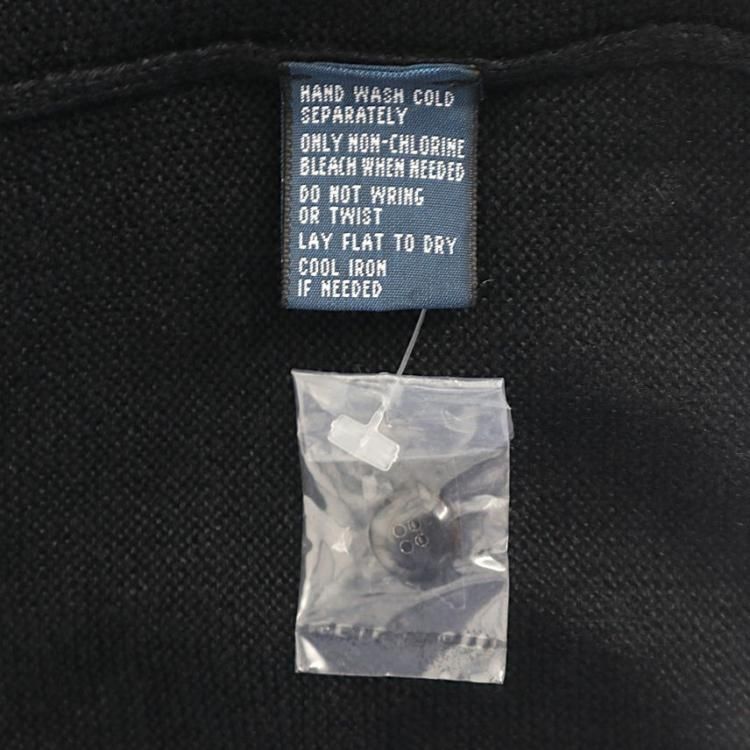 HAND WASH COLD
SEPARATELY
ONLY NON-CHLORINE
BLEACH WHEN NEEDED
DO NOT WRING
OR TWIST
LAY FLAT TO DRY
COOL IRON
IF NEEDED